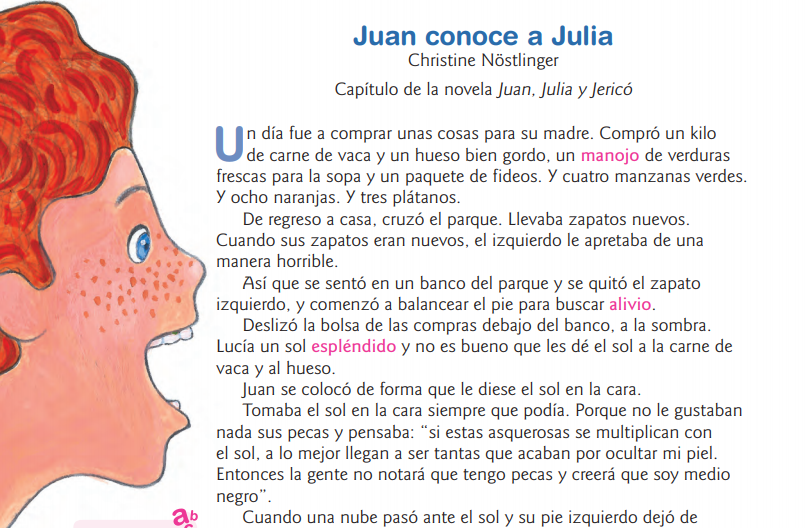 Juan conoce a Julia
Christine Nöstlinger
Capítulo de la novela Juan, Julia y Jericó
Un día fue a comprar unas cosas para su madre. Compró un kilo
de carne de vaca y un hueso bien gordo, un manojo de verduras
frescas para la sopa y un paquete de fideos. Y cuatro manzanas verdes.
Y ocho naranjas. Y tres plátanos.
De regreso a casa, cruzó el parque. Llevaba zapatos nuevos.
Cuando sus zapatos eran nuevos, el izquierdo le apretaba de una
manera horrible.
Así que se sentó en un banco del parque y se quitó el zapato
izquierdo, y comenzó a balancear el pie para buscar alivio.
Deslizó la bolsa de las compras debajo del banco, a la sombra.
Lucía un sol espléndido y no es bueno que les dé el sol a la carne de
vaca y al hueso.
Juan se colocó de forma que le diese el sol en la cara.
Tomaba el sol en la cara siempre que podía. Porque no le gustaban
nada sus pecas y pensaba: “si estas asquerosas se multiplican con
el sol, a lo mejor llegan a ser tantas que acaban por ocultar mi piel.
Entonces la gente no notará que tengo pecas y creerá que soy medio
negro”.
Cuando una nube pasó ante el sol y su pie izquierdo dejó de
a b